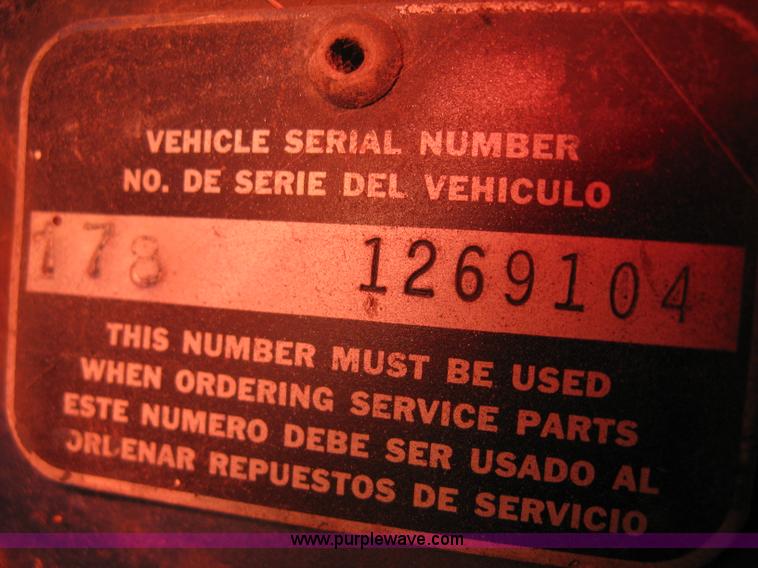 VEHICLE SERIAL NUMBER
NO. DE SERIE DEL VEHICULO
178 1269104
THIS NUMBER MUST BE USED
WHEN ORDERING SERVICE PARTS
ESTE NUMERO DEBE SER USADO AL
ORDENAR REPUESTOS DE SERVICIO
www.purplewave.com